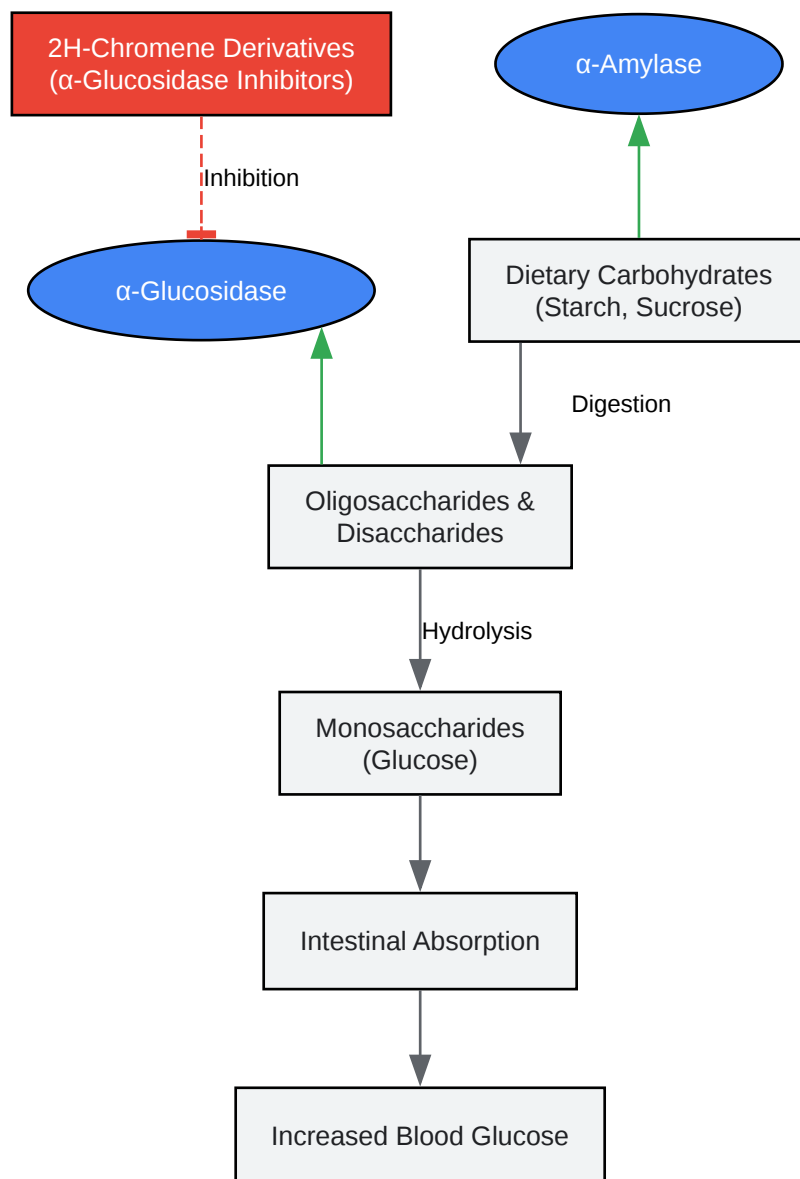 2H-Chromene Derivatives
(α-Glucosidase Inhibitors)
α-Amylase
Inhibition
α-Glucosidase
Dietary Carbohydrates
(Starch, Sucrose)
Digestion
Oligosaccharides &
Disaccharides
Hydrolysis
Monosaccharides
(Glucose)
Intestinal Absorption
Increased Blood Glucose